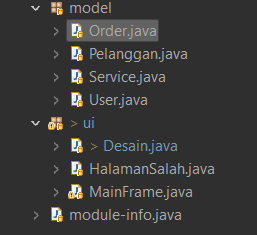 model
Order.java
Pelanggan.java
Service.java
User.java
> ui
> Desain.java
HalamanSalah.java
MainFrame.java
module-info.java